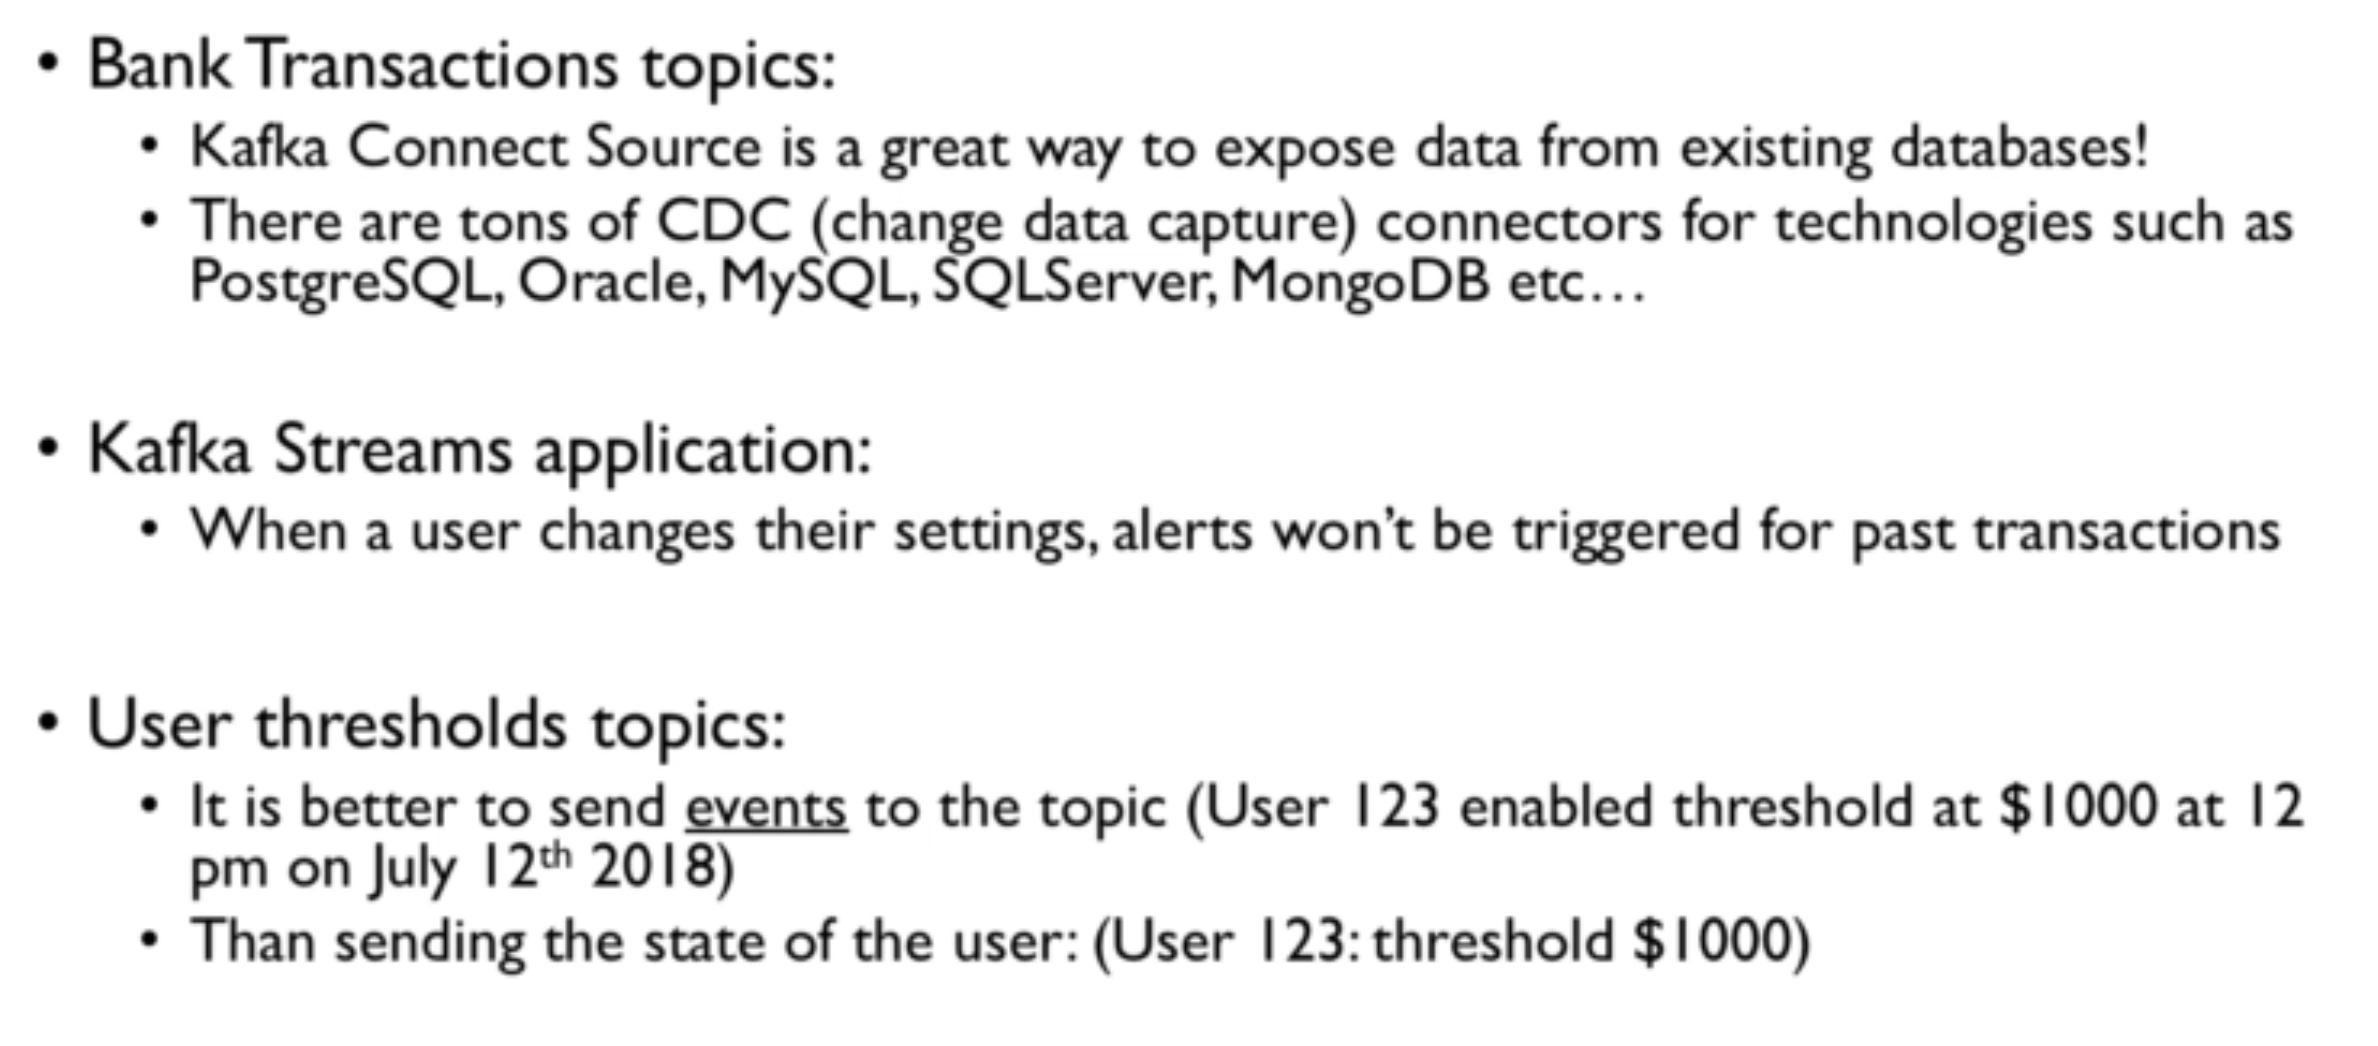 • Bank Transactions topics:
• Kafka Connect Source is a great way to expose data from existing databases!
• There are tons of CDC (change data capture) connectors for technologies such as
PostgreSQL, Oracle, MySQL, SQLServer, MongoDB etc…
• Kafka Streams application:
• When a user changes their settings, alerts won’t be triggered for past transactions
• User thresholds topics:
• It is better to send events to the topic (User 123 enabled threshold at $1000 at 12
pm on July 12th 2018)
• Than sending the state of the user: (User 123: threshold $1000)